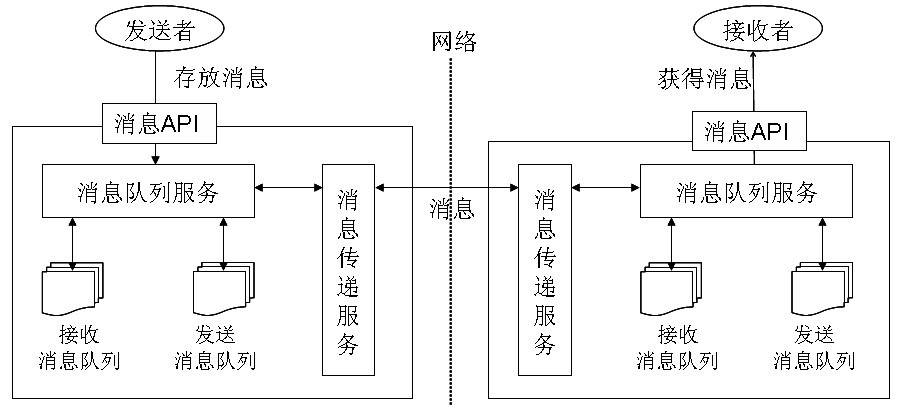 发送者
网络
接收者
存放消息
获得消息
消息API
消息API
消息队列服务
消息传递服务
消息
消息传递服务
消息队列服务
接收
消息队列
发送
消息队列
接收
消息队列
发送
消息队列